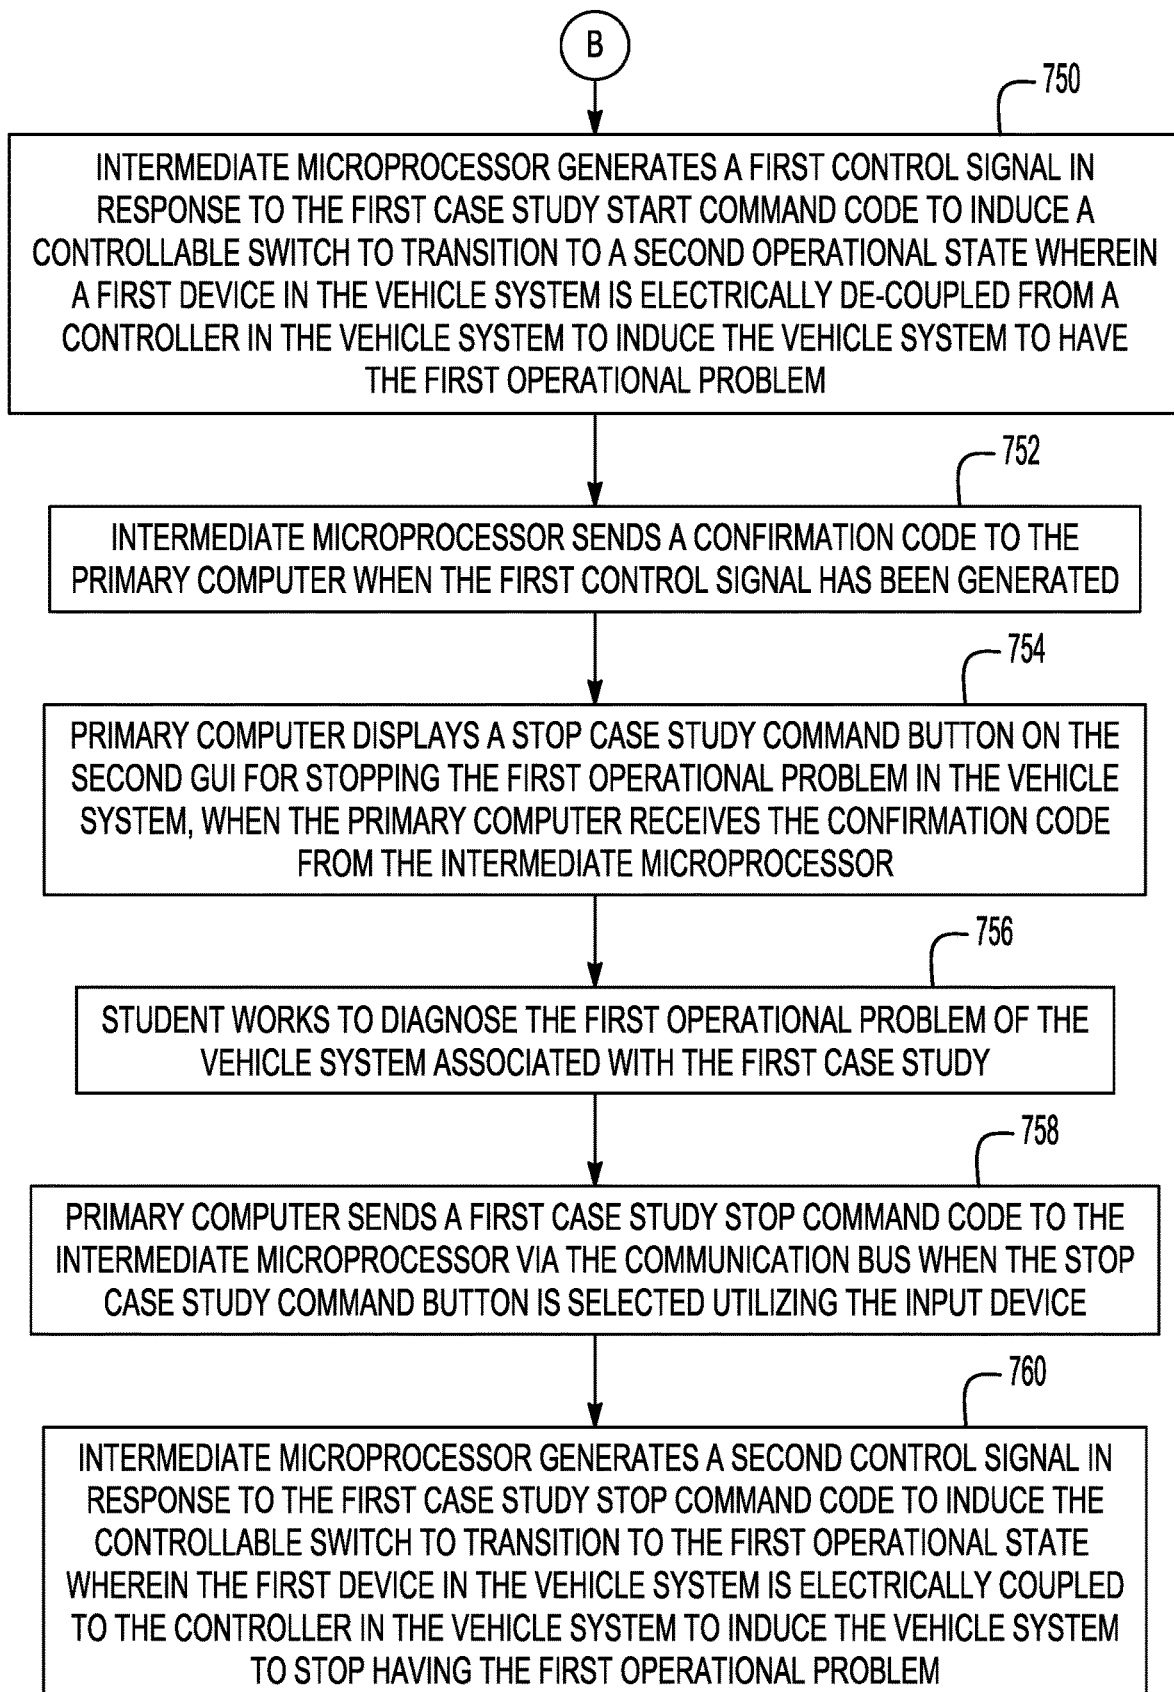 B
750
INTERMEDIATE MICROPROCESSOR GENERATES A FIRST CONTROL SIGNAL IN
RESPONSE TO THE FIRST CASE STUDY START COMMAND CODE TO INDUCE A
CONTROLLABLE SWITCH TO TRANSITION TO A SECOND OPERATIONAL STATE WHEREIN
A FIRST DEVICE IN THE VEHICLE SYSTEM IS ELECTRICALLY DE-COUPLED FROM A
CONTROLLER IN THE VEHICLE SYSTEM TO INDUCE THE VEHICLE SYSTEM TO HAVE
THE FIRST OPERATIONAL PROBLEM
752
INTERMEDIATE MICROPROCESSOR SENDS A CONFIRMATION CODE TO THE
PRIMARY COMPUTER WHEN THE FIRST CONTROL SIGNAL HAS BEEN GENERATED
754
PRIMARY COMPUTER DISPLAYS A STOP CASE STUDY COMMAND BUTTON ON THE
SECOND GUI FOR STOPPING THE FIRST OPERATIONAL PROBLEM IN THE VEHICLE
SYSTEM, WHEN THE PRIMARY COMPUTER RECEIVES THE CONFIRMATION CODE
FROM THE INTERMEDIATE MICROPROCESSOR
756
STUDENT WORKS TO DIAGNOSE THE FIRST OPERATIONAL PROBLEM OF THE
VEHICLE SYSTEM ASSOCIATED WITH THE FIRST CASE STUDY
758
PRIMARY COMPUTER SENDS A FIRST CASE STUDY STOP COMMAND CODE TO THE
INTERMEDIATE MICROPROCESSOR VIA THE COMMUNICATION BUS WHEN THE STOP
CASE STUDY COMMAND BUTTON IS SELECTED UTILIZING THE INPUT DEVICE
760
INTERMEDIATE MICROPROCESSOR GENERATES A SECOND CONTROL SIGNAL IN
RESPONSE TO THE FIRST CASE STUDY STOP COMMAND CODE TO INDUCE THE
CONTROLLABLE SWITCH TO TRANSITION TO THE FIRST OPERATIONAL STATE
WHEREIN THE FIRST DEVICE IN THE VEHICLE SYSTEM IS ELECTRICALLY COUPLED
TO THE CONTROLLER IN THE VEHICLE SYSTEM TO INDUCE THE VEHICLE SYSTEM
TO STOP HAVING THE FIRST OPERATIONAL PROBLEM